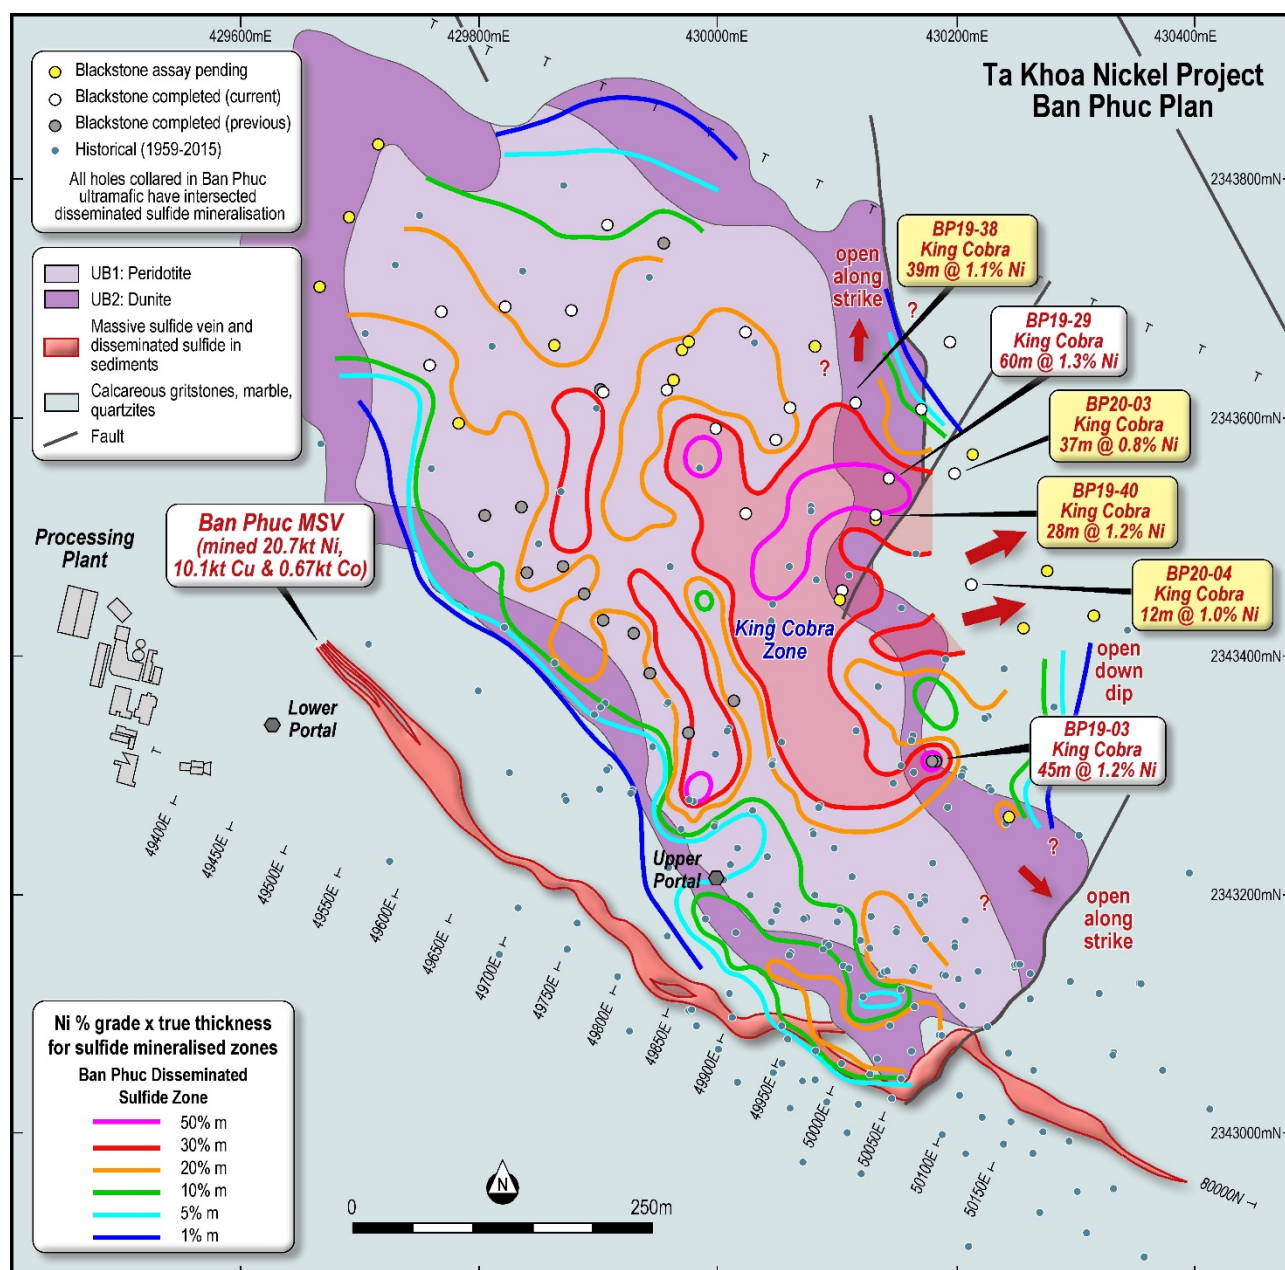 429600mE
429800mE
430000mE
430200mE
430400mE
Ta Khoa Nickel Project
Ban Phuc Plan
Blackstone assay pending
Blackstone completed (current)
Blackstone completed (previous)
Historical (1959-2015)
All holes collared in Ban Phuc
ultramafic have intersected
disseminated sulfide mineralisation
UB1: Peridotite
UB2: Dunite
Massive sulfide vein and
disseminated sulfide in
sediments
Calcareous gritstones, marble,
quartzites
Fault
2343800mN
2343600mN
2343400mN
2343200mN
2343000mN
open
along
strike
?
?
BP19-38
King Cobra
39m @ 1.1% Ni
BP19-29
King Cobra
60m @ 1.3% Ni
BP20-03
King Cobra
37m @ 0.8% Ni
BP19-40
King Cobra
28m @ 1.2% Ni
BP20-04
King Cobra
12m @ 1.0% Ni
open
down
dip
BP19-03
King Cobra
45m @ 1.2% Ni
King Cobra
Zone
Ban Phuc MSV
(mined 20.7kt Ni,
10.1kt Cu & 0.67kt Co)
Processing
Plant
Lower
Portal
Upper
Portal
?
?
open
along
strike
49400E
49450E
49500E
49550E
49600E
49650E
49700E
49750E
49800E
49850E
49900E
49950E
50000E
50050E
50100E
50150E
80000N
Ni % grade x true thickness
for sulfide mineralised zones
Ban Phuc Disseminated
Sulfide Zone
50% m
30% m
20% m
10% m
5% m
1% m
N
0
250m